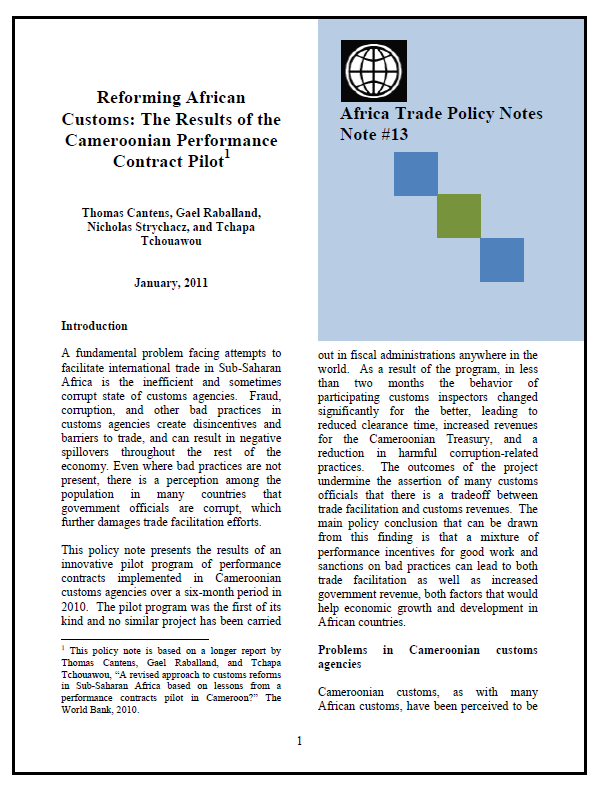 Reforming African
Customs: The Results of the
Cameroonian Performance
Contract Pilot1
Thomas Cantens, Gael Raballand,
Nicholas Strychacz, and Tchapa
Tchouawou
January, 2011
Africa Trade Policy Notes
Note #13
Introduction
A fundamental problem facing attempts to
facilitate international trade in Sub-Saharan
Africa is the inefficient and sometimes
corrupt state of customs agencies. Fraud,
corruption, and other bad practices in
customs agencies create disincentives and
barriers to trade, and can result in negative
spillovers throughout the rest of the
economy. Even where bad practices are not
present, there is a perception among the
population in many countries that
government officials are corrupt, which
further damages trade facilitation efforts.
This policy note presents the results of an
innovative pilot program of performance
contracts implemented in Cameroonian
customs agencies over a six-month period in
2010. The pilot program was the first of its
kind and no similar project has been carried
1 This policy note is based on a longer report by
Thomas Cantens, Gael Raballand, and Tchapa
Tchouawou, “A revised approach to customs reforms
in Sub-Saharan Africa based on lessons from a
performance contracts pilot in Cameroon?” The
World Bank, 2010.
out in fiscal administrations anywhere in the
world. As a result of the program, in less
than two months the behavior of
participating customs inspectors changed
significantly for the better, leading to
reduced clearance time, increased revenues
for the Cameroonian Treasury, and a
reduction in harmful corruption-related
practices. The outcomes of the project
undermine the assertion of many customs
officials that there is a tradeoff between
trade facilitation and customs revenues. The
main policy conclusion that can be drawn
from this finding is that a mixture of
performance incentives for good work and
sanctions on bad practices can lead to both
trade facilitation as well as increased
government revenue, both factors that would
help economic growth and development in
African countries.
Problems in Cameroonian customs
agencies
Cameroonian customs, as with many
African customs, have been perceived to be
1